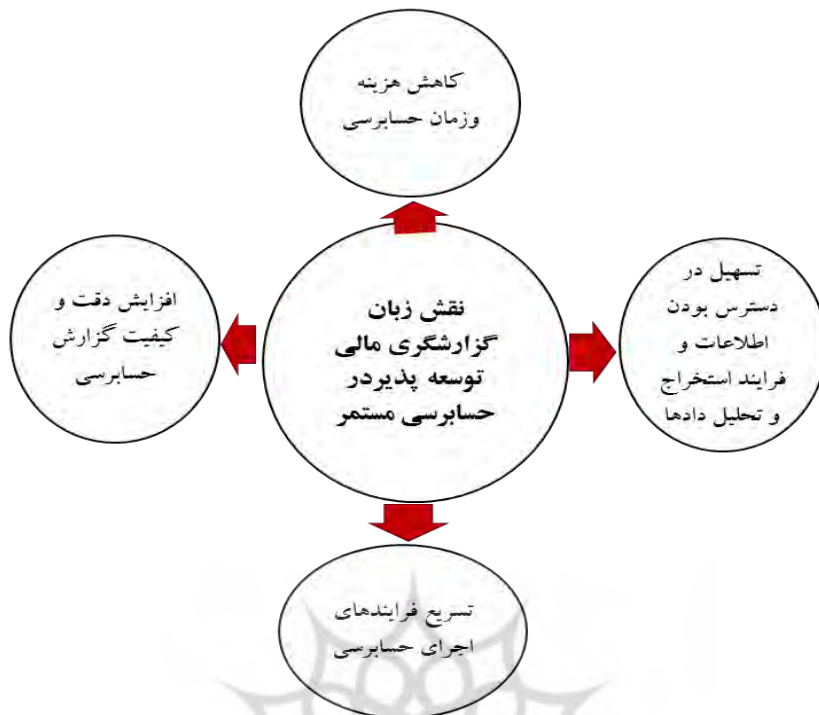 کاهش هزینه
وزمان حسابرسی
تسهیل در
دسترس بودن
اطلاعات و
فرایند استخراج
و تحلیل دادها
نقش زبان
گزارشگری مالی
توسعه پذیردر
حسابرسی مستمر
افزایش دقت و
کیفیت گزارش
حسابرسی
تسریع فرایندهای
اجرای حسابرسی